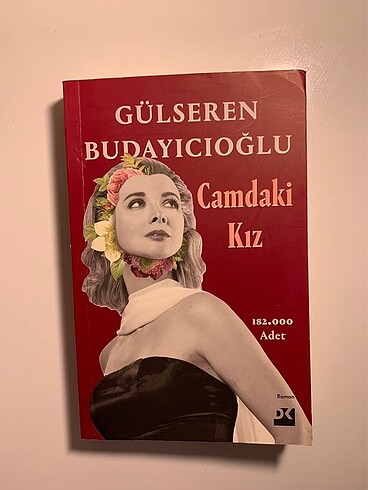 GÜLSEREN
BUDAYICIOĞLU
Camdaki
Kız
182.000
Adet
Roman
DK